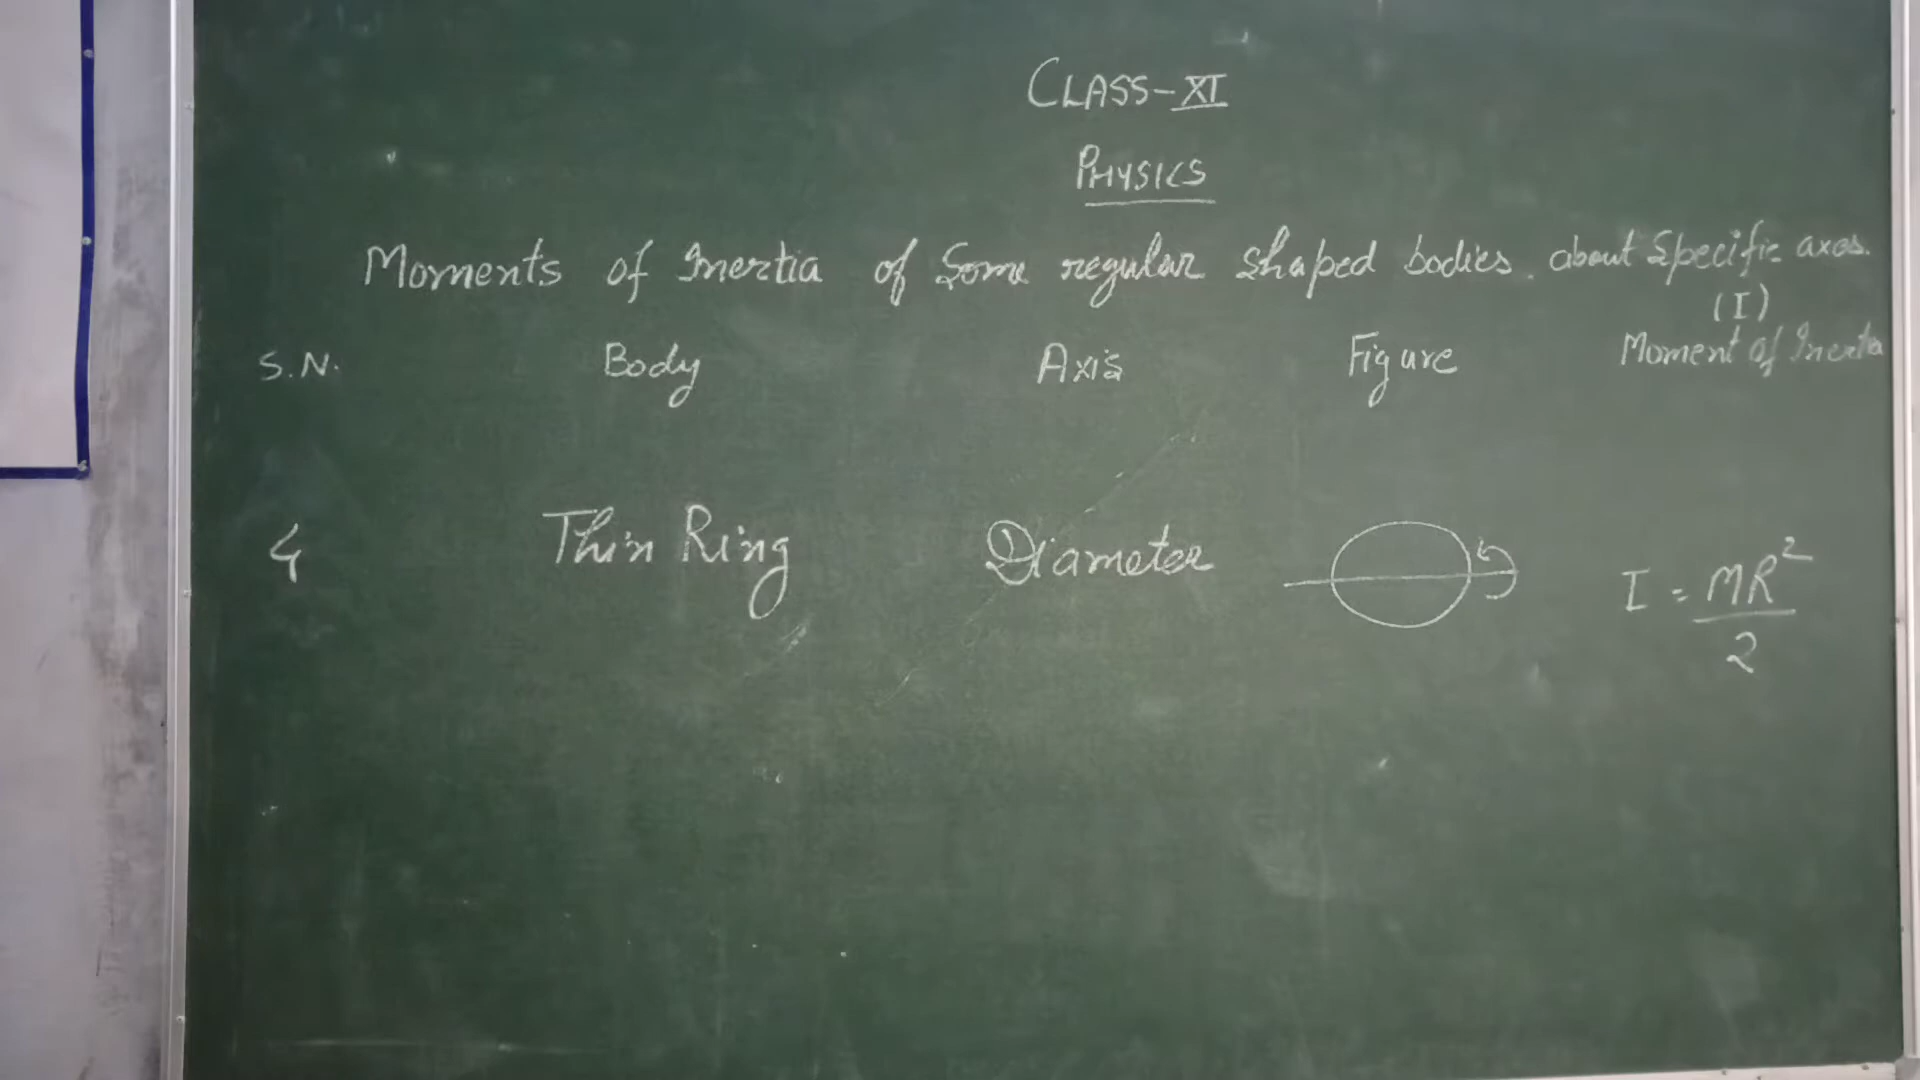 CLASS-XI
PHYSICS
Moments of Inertia of Some regular shaped bodies. about Specific axes.
(I)
S.N. Body Axis Figure Moment of Inertia
4 Thin Ring Diameter I = MR²/2